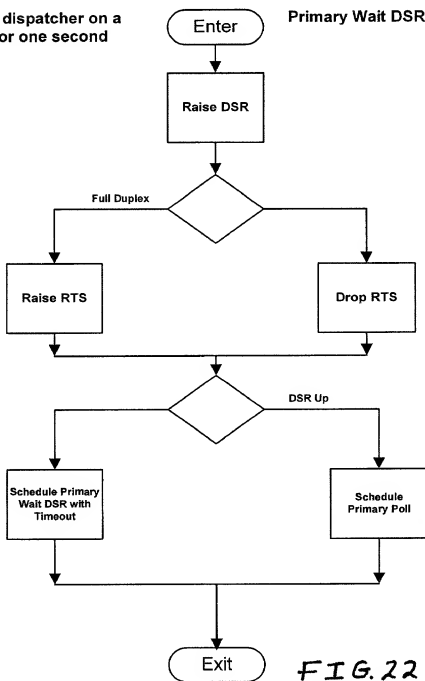 dispatcher on a
or one second
Enter
Primary Wait DSR
Raise DSR
Full Duplex
Raise RTS
Drop RTS
DSR Up
Schedule Primary
Wait DSR with
Timeout
Schedule
Primary Poll
Exit
FIG. 22